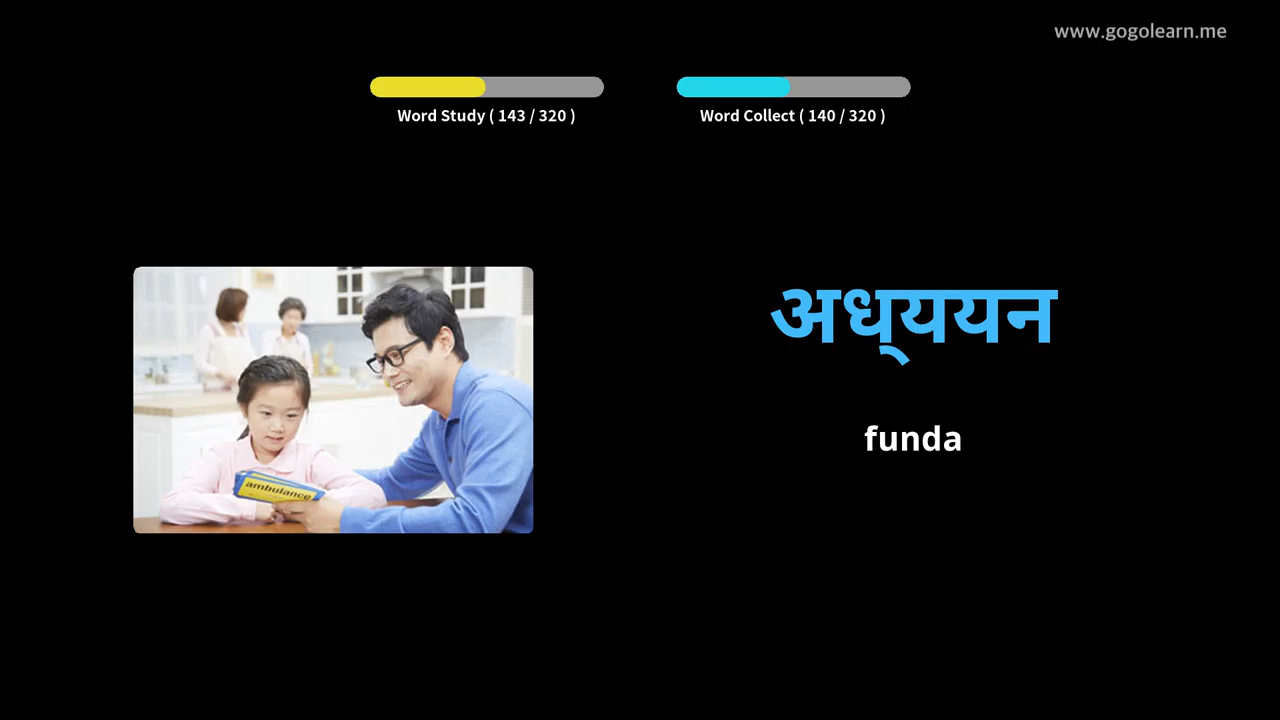 www.gogolearn.me
Word Study ( 143 / 320 )
Word Collect ( 140 / 320 )
अध्‌ययन
funda
ambulance